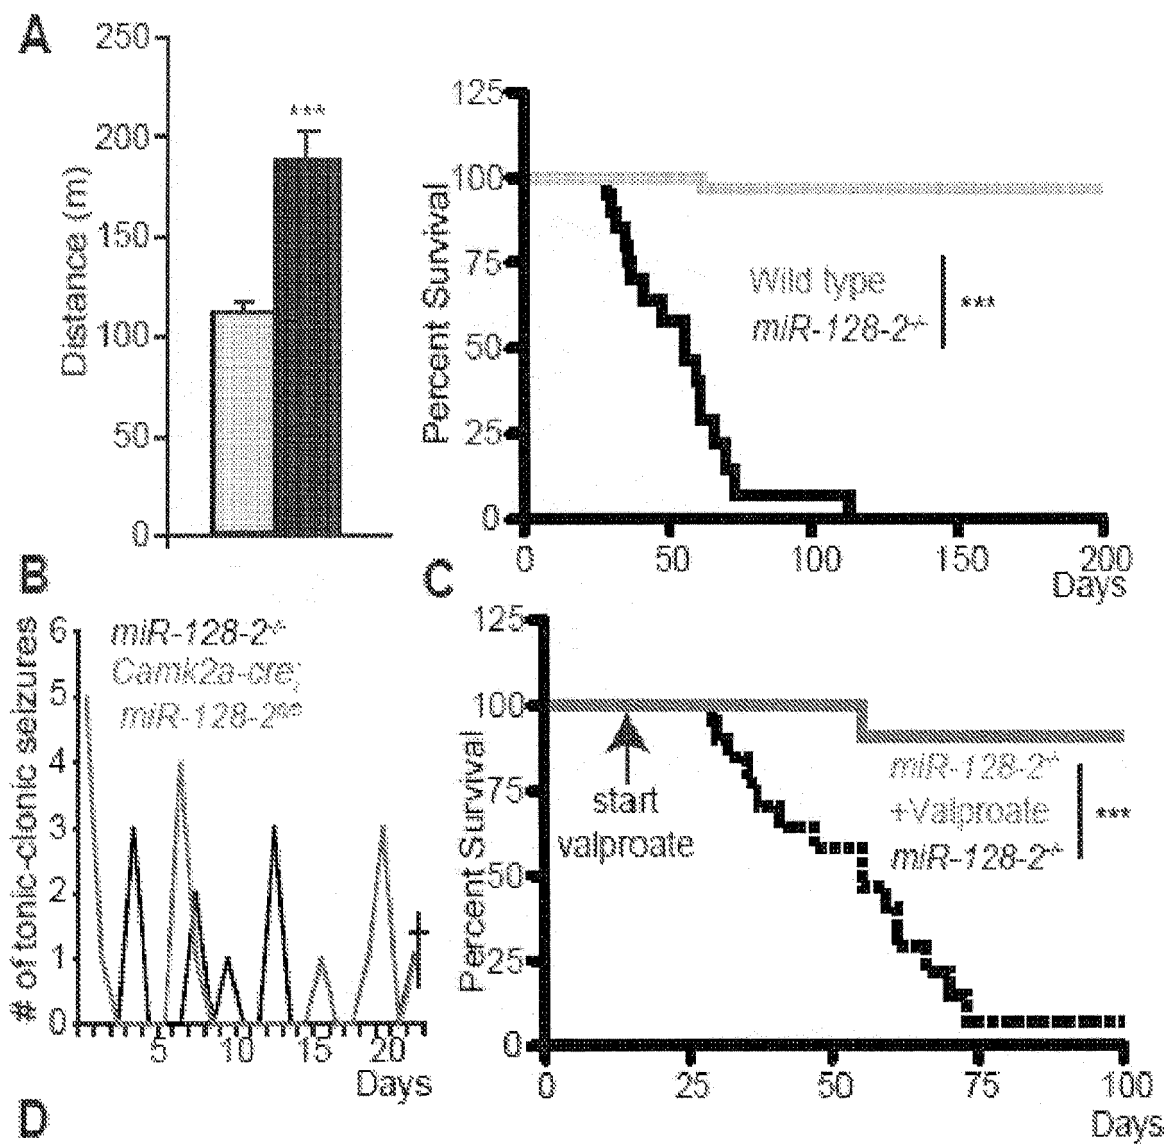 A
250
200
150
100
50
0
Distance (m)
***
125
100
75
50
25
0
Percent Survival
Wild type
miR-128-2-/-
***
0 50 100 150 200
Days
B
C
# of tonic-clonic seizures
6
5
4
3
2
1
0
miR-128-2-/-
Camk2a-cre;
miR-128-2
5 10 15 20
Days
125
100
75
50
25
0
Percent Survival
start
valproate
miR-128-2-/-
+Valproate
miR-128-2-/-
***
0 25 50 75 100
Days
D